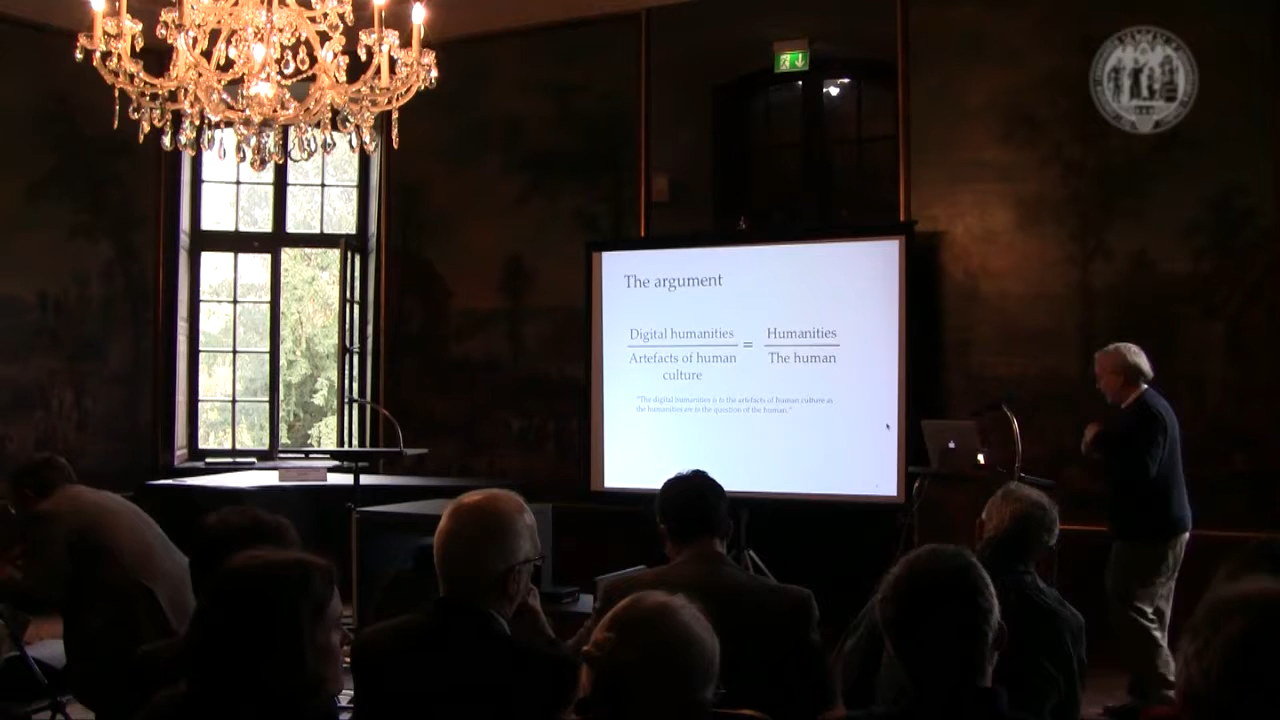 The argument
Digital humanities
Artefacts of human
culture
=
Humanities
The human
"The digital humanities is to the artefacts of human culture as
the humanities are to the question of the human."